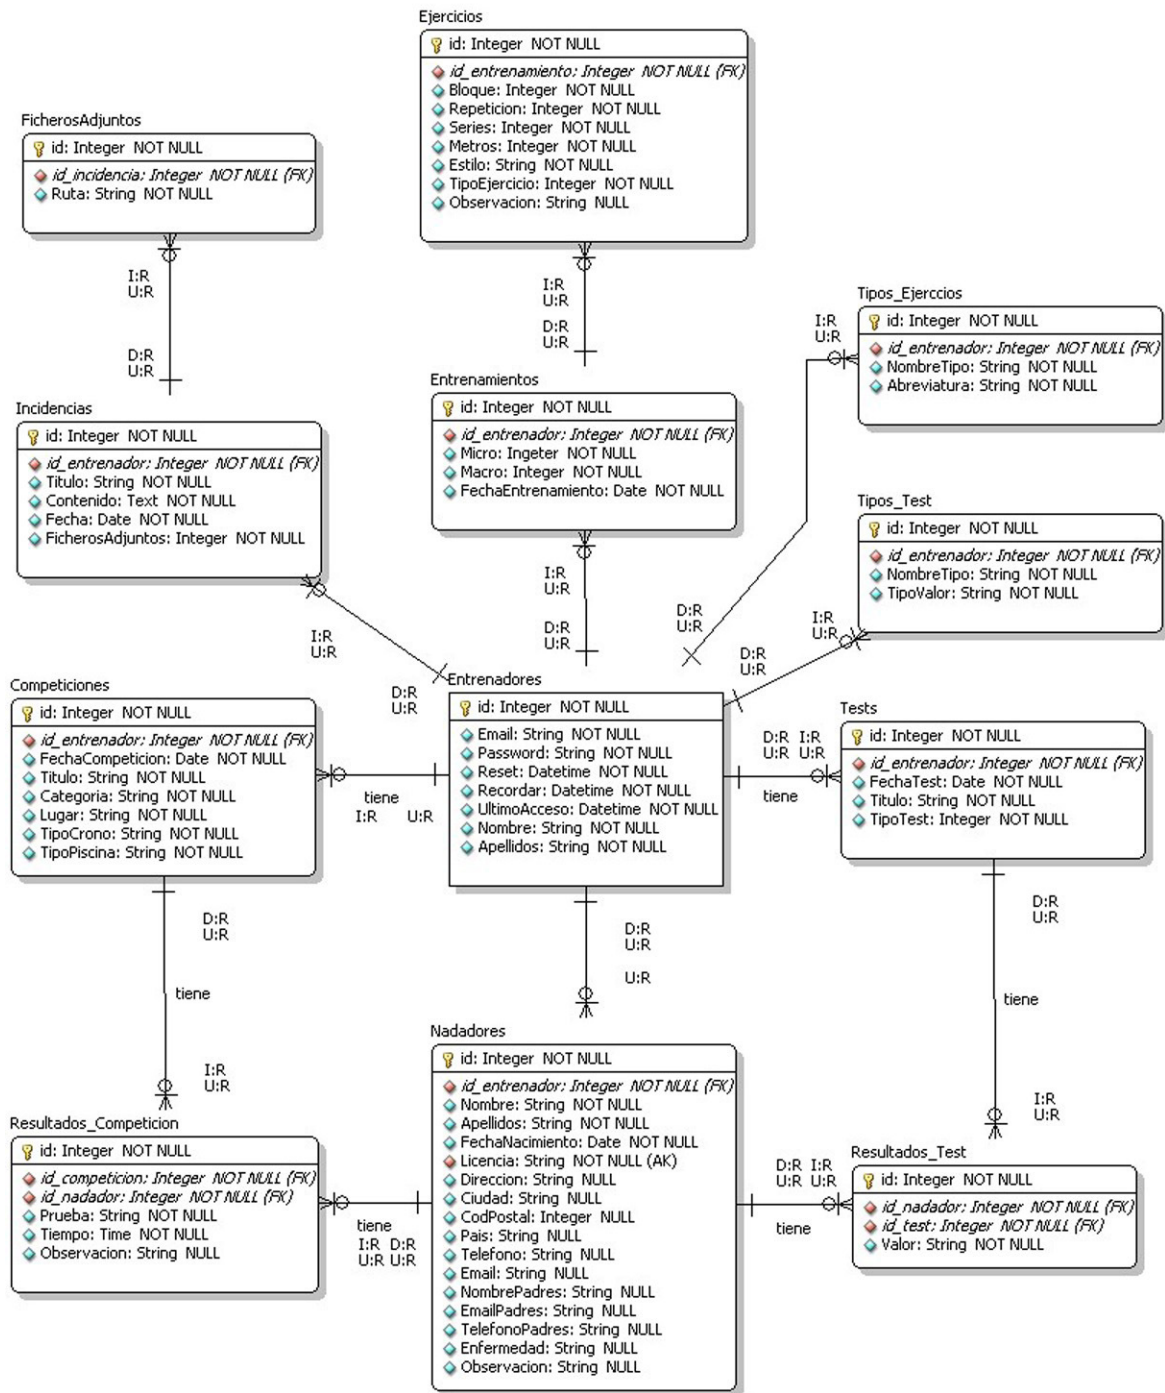 Ejercicios
id: Integer NOT NULL
id_entrenamiento: Integer NOT NULL (FK)
Bloque: Integer NOT NULL
Repeticion: Integer NOT NULL
Series: Integer NOT NULL
Metros: Integer NOT NULL
Estilo: String NOT NULL
TipoEjercicio: Integer NOT NULL
Observacion: String NULL
FicherosAdjuntos
id: Integer NOT NULL
id_incidencia: Integer NOT NULL (FK)
Ruta: String NOT NULL
I:R
U:R
D:R
U:R
I:R
U:R
D:R
U:R
Tipos_Ejerccios
id: Integer NOT NULL
id_entrenador: Integer NOT NULL (FK)
NombreTipo: String NOT NULL
Abreviatura: String NOT NULL
I:R
U:R
D:R
U:R
Incidencias
id: Integer NOT NULL
id_entrenador: Integer NOT NULL (FK)
Titulo: String NOT NULL
Contenido: Text NOT NULL
Fecha: Date NOT NULL
FicherosAdjuntos: Integer NOT NULL
I:R
U:R
D:R
U:R
Entrenamientos
id: Integer NOT NULL
id_entrenador: Integer NOT NULL (FK)
Micro: Ingeter NOT NULL
Macro: Integer NOT NULL
FechaEntrenamiento: Date NOT NULL
I:R
U:R
D:R
U:R
Tipos_Test
id: Integer NOT NULL
id_entrenador: Integer NOT NULL (FK)
NombreTipo: String NOT NULL
TipoValor: String NOT NULL
I:R
U:R
D:R
U:R
Competiciones
id: Integer NOT NULL
id_entrenador: Integer NOT NULL (FK)
FechaCompeticion: Date NOT NULL
Titulo: String NOT NULL
Categoria: String NOT NULL
Lugar: String NOT NULL
TipoCrono: String NOT NULL
TipoPiscina: String NOT NULL
tiene
I:R U:R
Entrenadores
id: Integer NOT NULL
Email: String NOT NULL
Password: String NOT NULL
Reset: Datetime NOT NULL
Recordar: Datetime NOT NULL
UltimoAcceso: Datetime NOT NULL
Nombre: String NOT NULL
Apellidos: String NOT NULL
D:R I:R
U:R U:R
tiene
Tests
id: Integer NOT NULL
id_entrenador: Integer NOT NULL (FK)
FechaTest: Date NOT NULL
Titulo: String NOT NULL
TipoTest: Integer NOT NULL
D:R
U:R
tiene
I:R
U:R
D:R
U:R
U:R
D:R
U:R
tiene
I:R
U:R
Resultados_Competicion
id: Integer NOT NULL
id_competicion: Integer NOT NULL (FK)
id_nadador: Integer NOT NULL (FK)
Prueba: String NOT NULL
Tiempo: Time NOT NULL
Observacion: String NULL
tiene
I:R D:R
U:R U:R
Nadadores
id: Integer NOT NULL
id_entrenador: Integer NOT NULL (FK)
Nombre: String NOT NULL
Apellidos: String NOT NULL
FechaNacimiento: Date NOT NULL
Licencia: String NOT NULL (AK)
Direccion: String NULL
Ciudad: String NULL
CodPostal: Integer NULL
Pais: String NULL
Telefono: String NULL
Email: String NULL
NombrePadres: String NULL
EmailPadres: String NULL
TelefonoPadres: String NULL
Enfermedad: String NULL
Observacion: String NULL
D:R I:R
U:R U:R
tiene
Resultados_Test
id: Integer NOT NULL
id_nadador: Integer NOT NULL (FK)
id_test: Integer NOT NULL (FK)
Valor: String NOT NULL